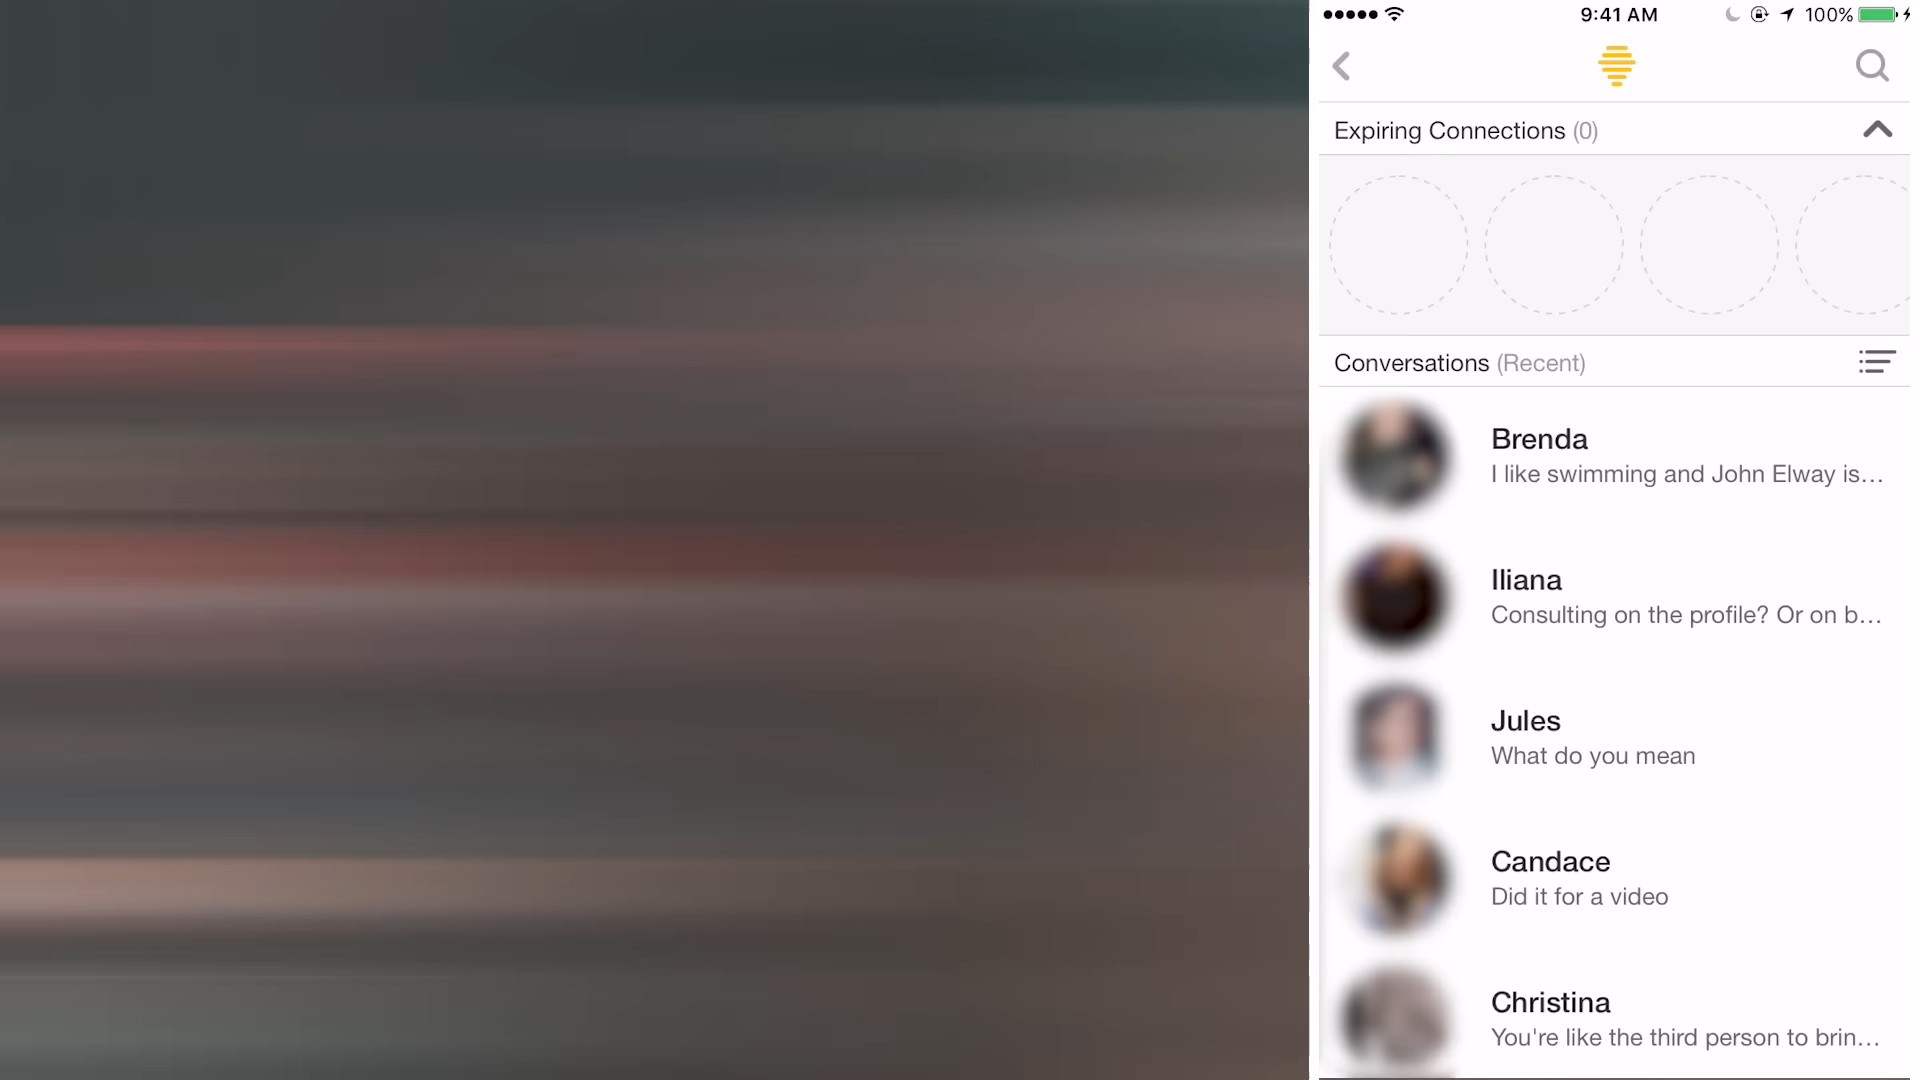 9:41 AM
100%
Expiring Connections (0)
Conversations (Recent)
Brenda
I like swimming and John Elway is...
Iliana
Consulting on the profile? Or on b...
Jules
What do you mean
Candace
Did it for a video
Christina
You're like the third person to brin...